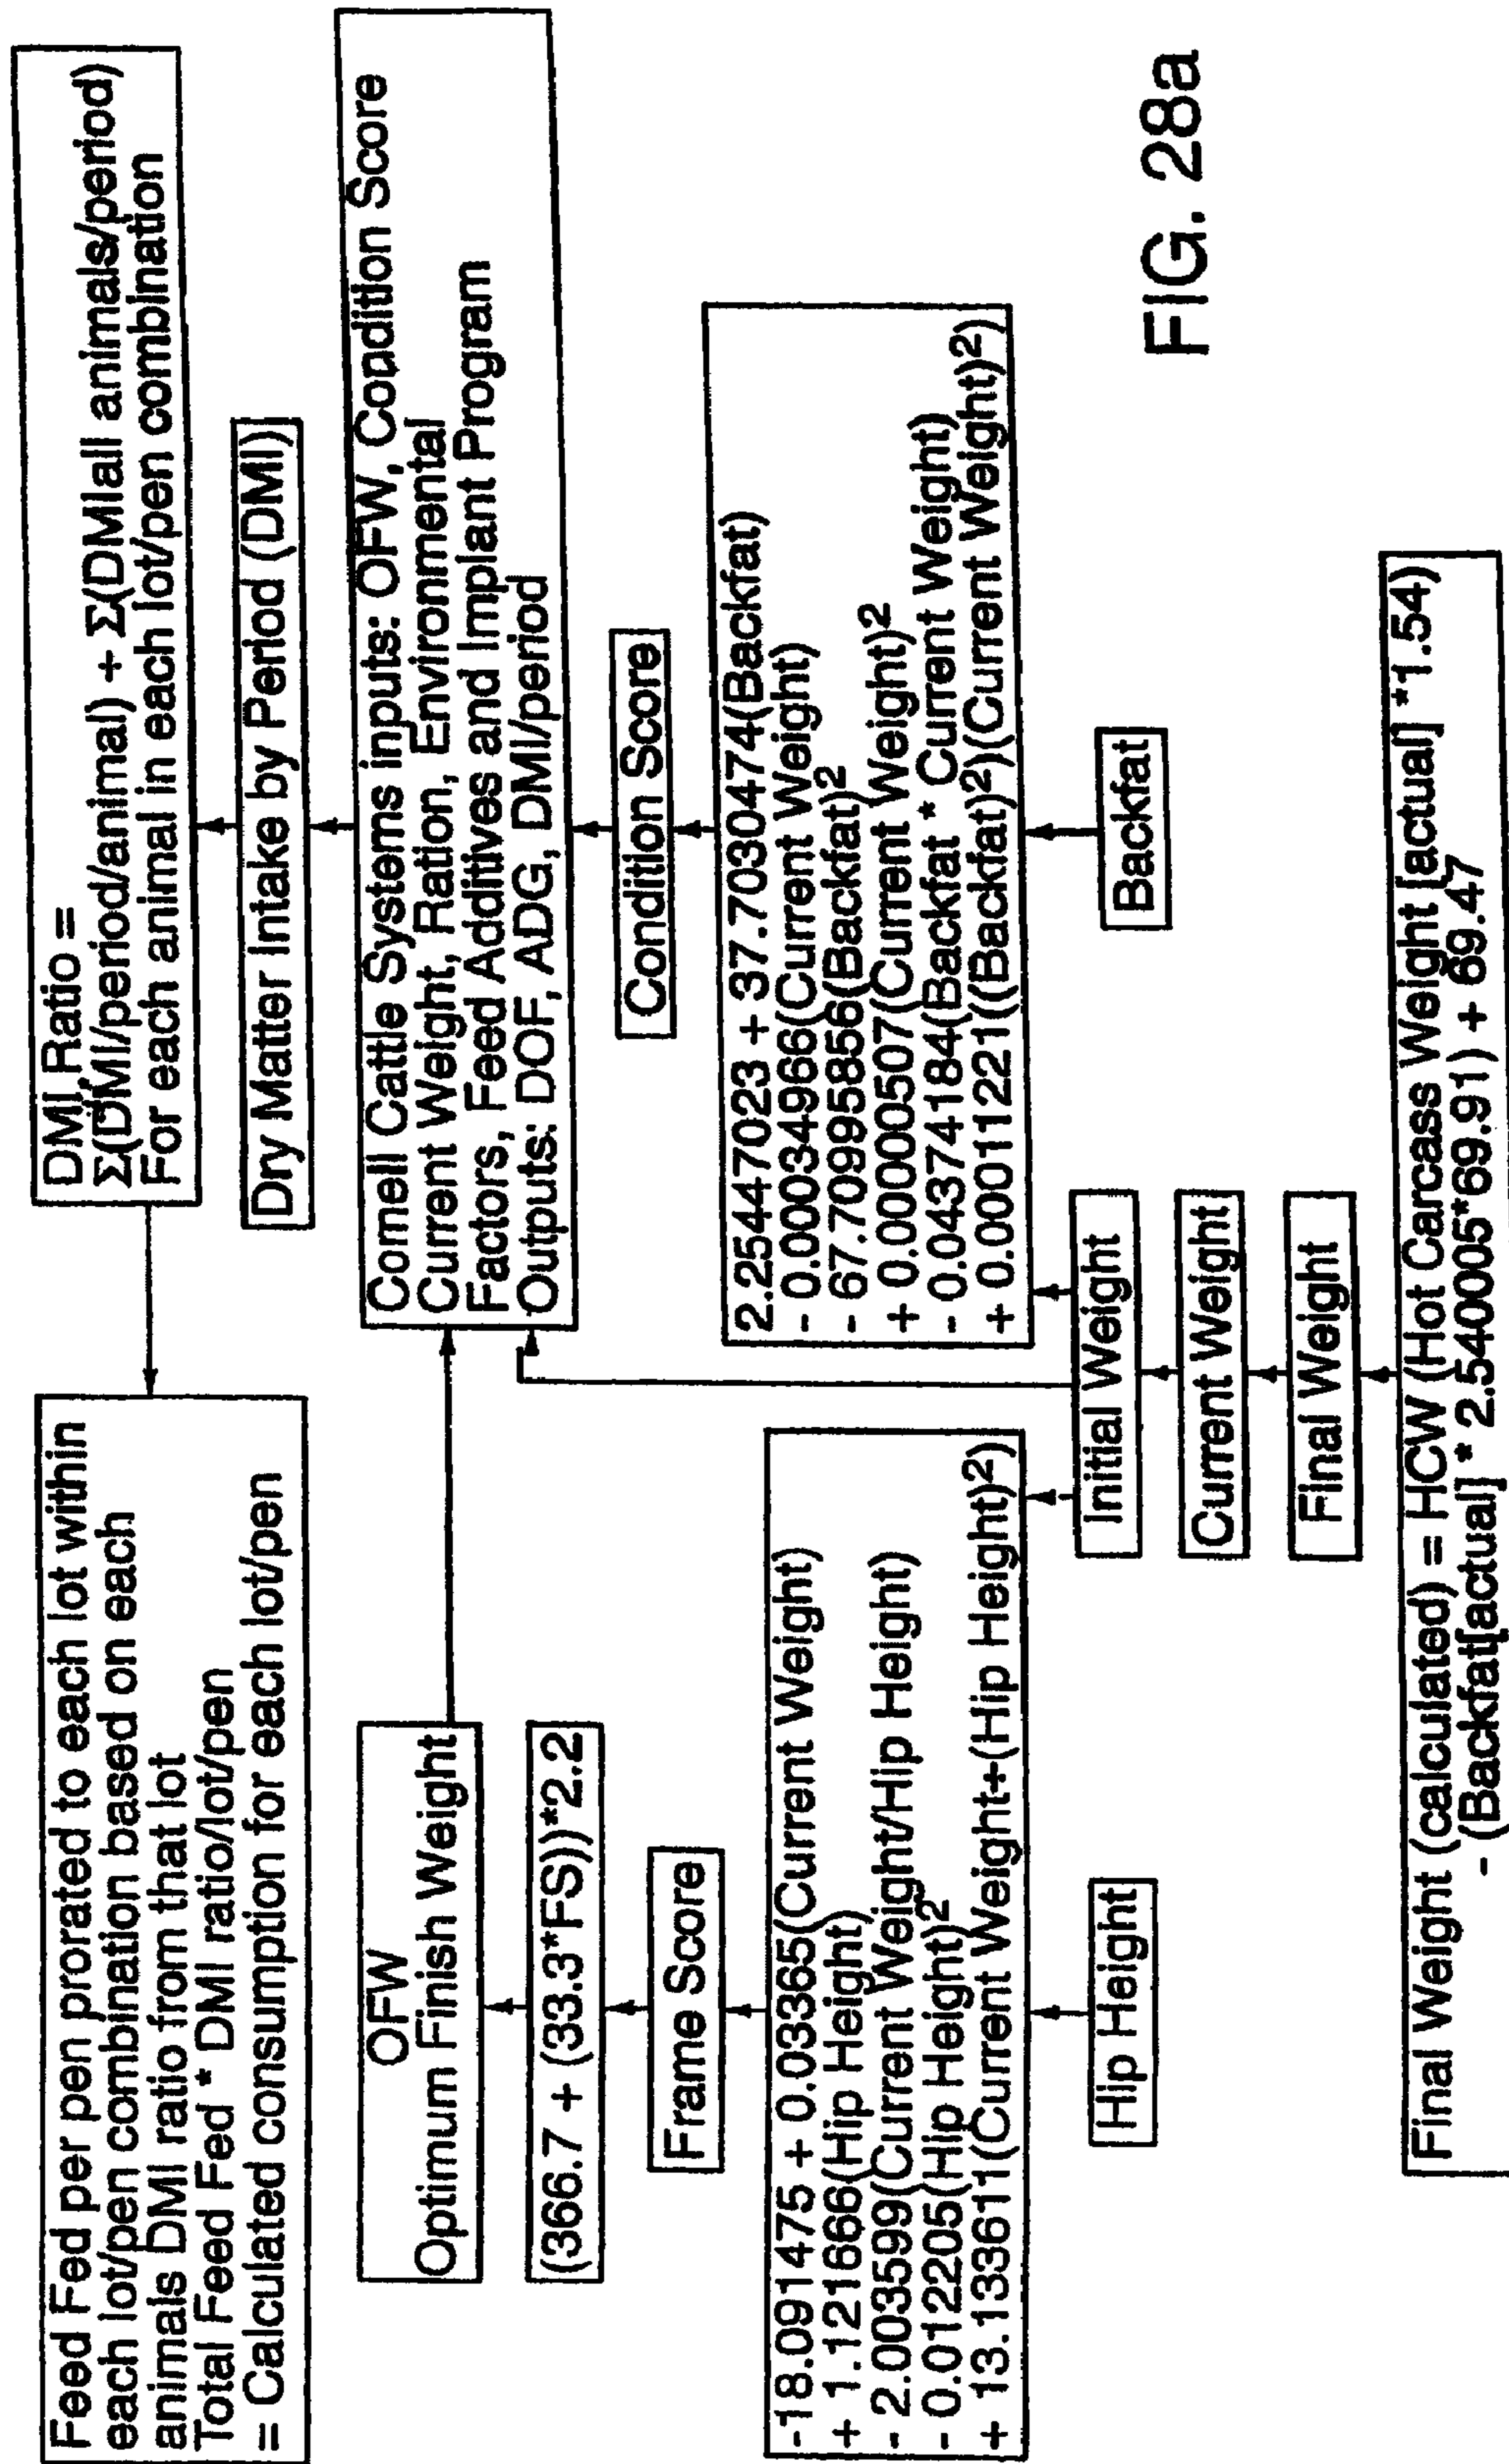 Feed Fed per pen prorated to each lot within
each lot/pen combination based on each
animals DMI ratio from that lot
Total Feed Fed * DMI ratio/lot/pen
= Calculated consumption for each lot/pen
DMI Ratio =
Σ(DMI/period/animal) ÷ Σ(DMIall animals/period)
For each animal in each lot/pen combination
Dry Matter Intake by Period (DMI)
OFW
Optimum Finish Weight
Cornell Cattle Systems inputs: OFW, Condition Score
Current Weight, Ration, Environmental
Factors, Feed Additives and Implant Program
Outputs: DOF, ADG, DMI/period
(366.7 + (33.3*FS))*2.2
Frame Score
Condition Score
-18.091475 + 0.03365(Current Weight)
+ 1.121666(Hip Height)
- 2.003599(Current Weight/Hip Height)
- 0.012205(Hip Height)²
+ 13.133611(Current Weight÷(Hip Height)²)
2.25447023 + 37.7030474(Backfat)
- 0.00034966(Current Weight)
- 67.7099585856(Backfat)²
+ 0.00000507(Current Weight)²
- 0.04374184(Backfat * Current Weight)
+ 0.00011221((Backfat)²)(Current Weight)²)
Hip Height
Initial Weight
Backfat
Current Weight
Final Weight
Final Weight (calculated) = HCW (Hot Carcass Weight [actual] *1.54)
- (Backfat[actual] * 2.540005*69.91) + 69.47
FIG. 28a